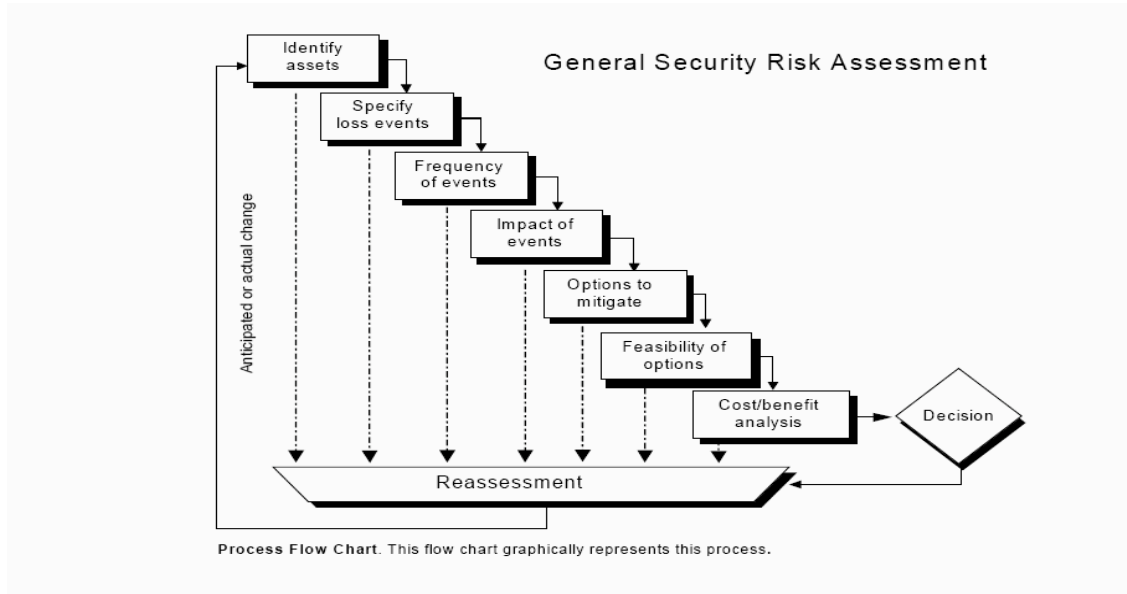 General Security Risk Assessment
Identify
assets
Specify
loss events
Frequency
of events
Impact of
events
Options to
mitigate
Feasibility of
options
Cost/benefit
analysis
Decision
Anticipated or actual change
Reassessment
Process Flow Chart. This flow chart graphically represents this process.